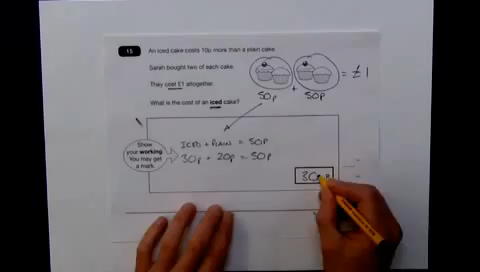 13 An iced cake costs 10p more than a plain cake.
Sarah bought two of each cake.
They cost £1 altogether.
What is the cost of an iced cake?
= £1
50p + 50p
Show
your working.
You may get
a mark.
ICED + PLAIN = 50p
30p + 20p = 50p
30